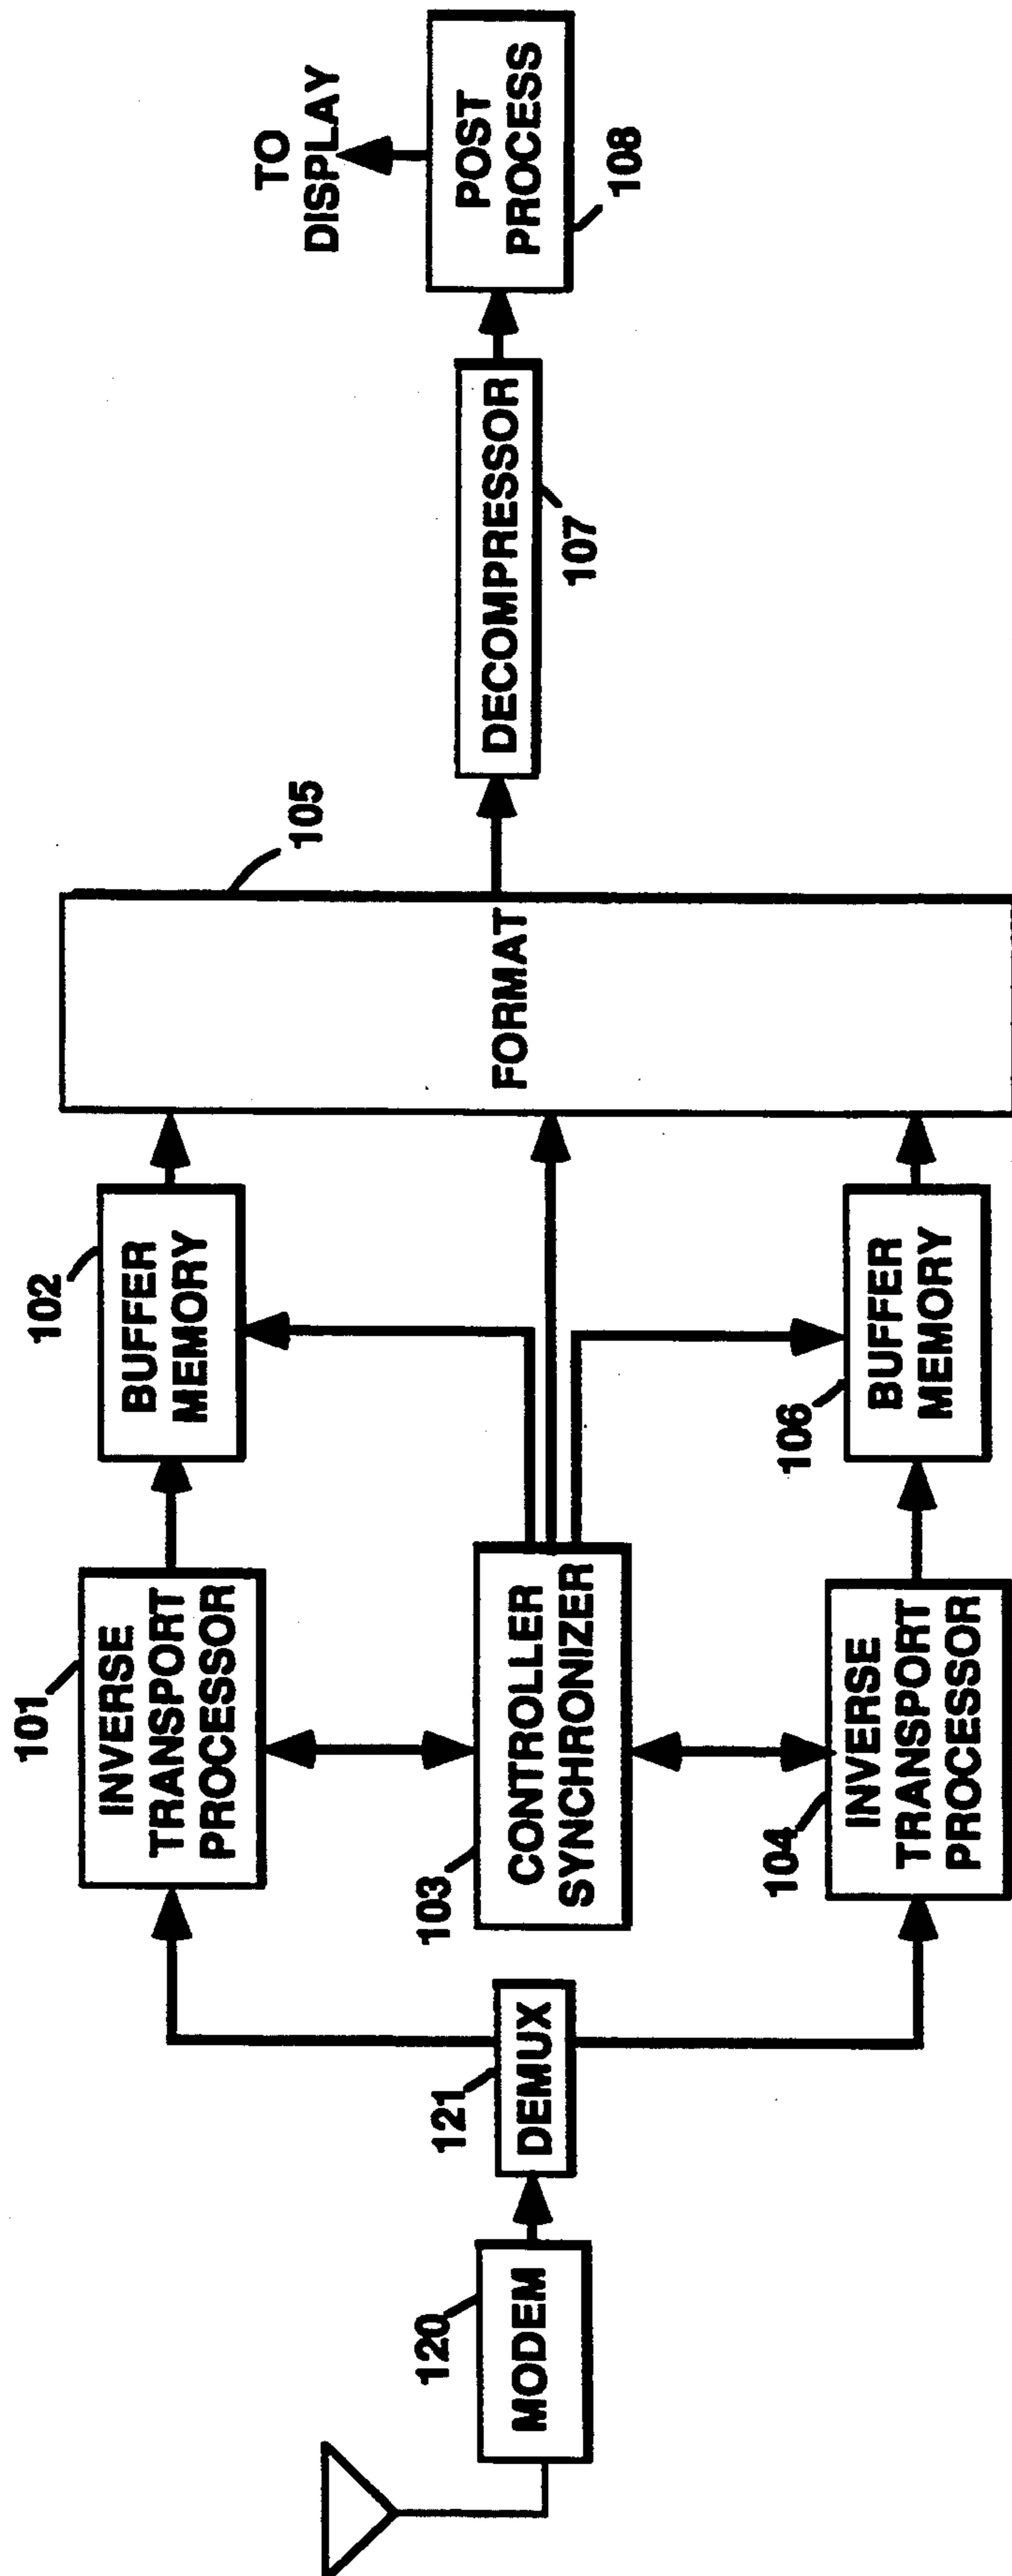 120
MODEM
121
DEMUX
101
INVERSE
TRANSPORT
PROCESSOR
103
CONTROLLER
SYNCHRONIZER
104
INVERSE
TRANSPORT
PROCESSOR
102
BUFFER
MEMORY
106
BUFFER
MEMORY
105
FORMAT
DECOMPRESSOR
107
TO
DISPLAY
POST
PROCESS
108